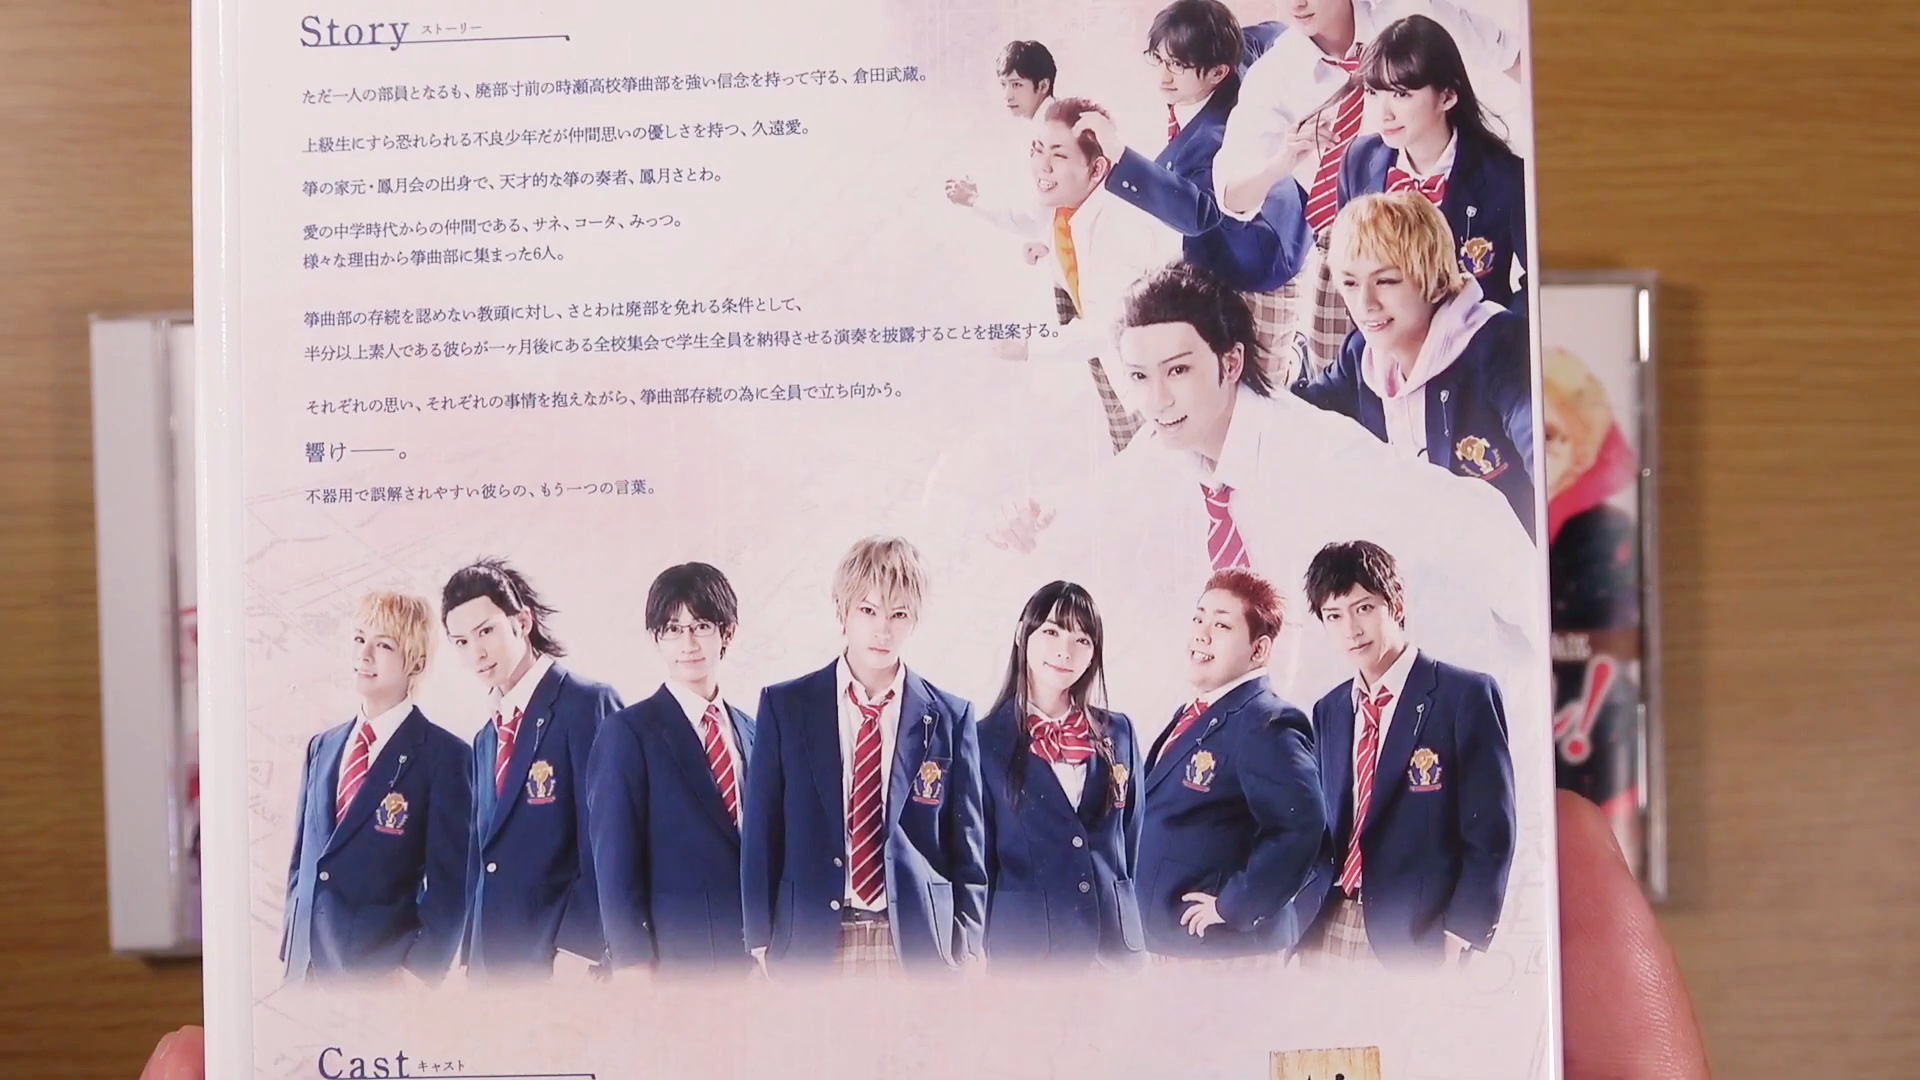 Story ストーリー
ただ一人の部員となるも、廃部寸前の時瀬高校箏曲部を強い信念を持って守る、倉田武蔵。
上級生にすら恐れられる不良少年だが仲間思いの優しさを持つ、久遠愛。
箏の家元・鳳月会の出身で、天才的な箏の奏者、鳳月さとわ。
愛の中学時代からの仲間である、サネ、コータ、みっつ。
様々な理由から箏曲部に集まった6人。
箏曲部の存続を認めない教頭に対し、さとわは廃部を免れる条件として、
半分以上素人である彼らが一ヶ月後にある全校集会で学生全員を納得させる演奏を披露することを提案する。
それぞれの思い、それぞれの事情を抱えながら、箏曲部存続の為に全員で立ち向かう。
響け――。
不器用で誤解されやすい彼らの、もう一つの言葉。
Cast キャスト